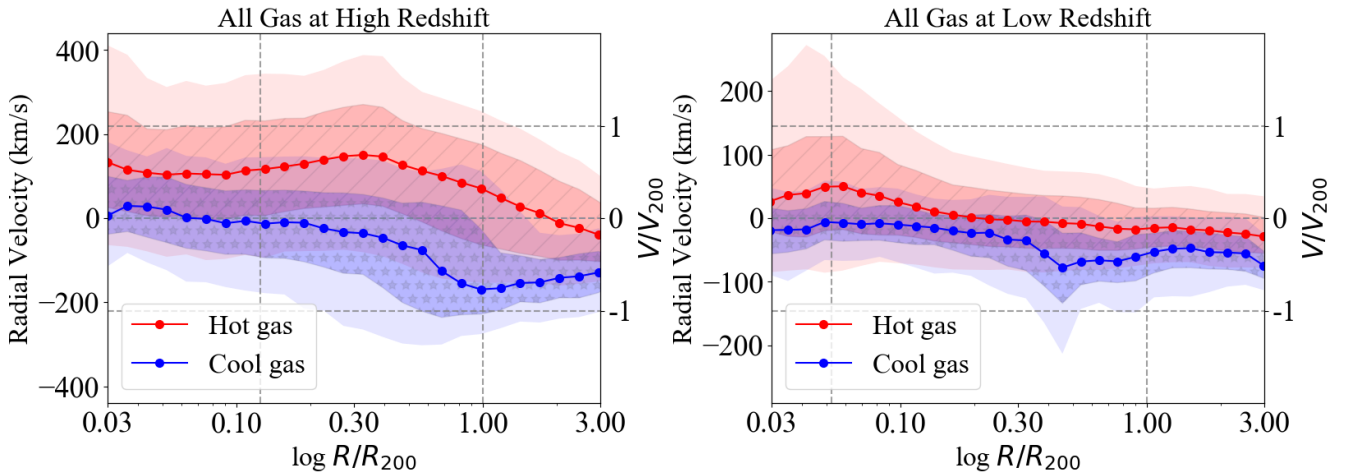 All Gas at High Redshift
Radial Velocity (km/s)
400
200
0
−200
−400
1
0
-1
V/V200
Hot gas
Cool gas
0.03 0.10 0.30 1.00 3.00
log R/R200
All Gas at Low Redshift
Radial Velocity (km/s)
200
100
0
−100
−200
1
0
-1
V/V200
Hot gas
Cool gas
0.03 0.10 0.30 1.00 3.00
log R/R200